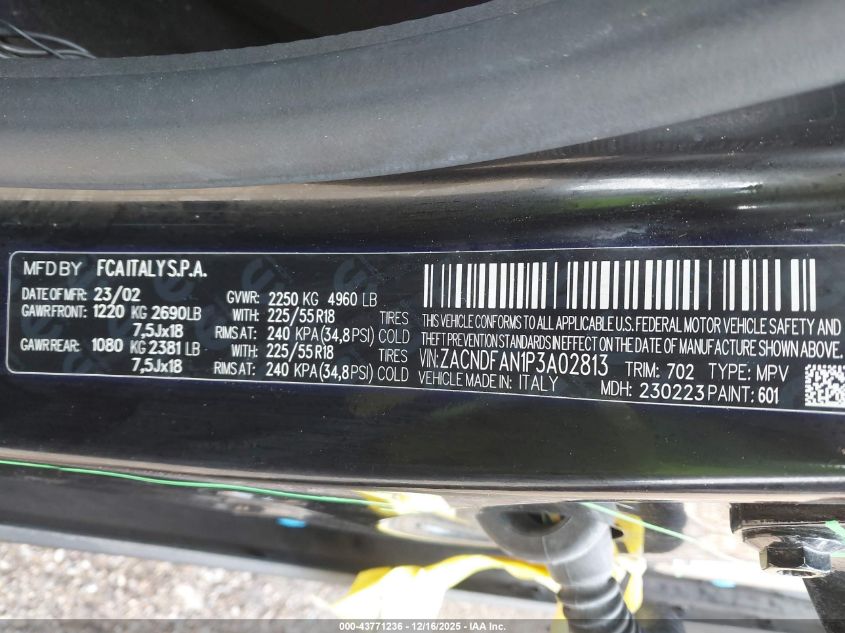 MFD BY FCA ITALY S.P.A.
DATE OF MFR: 23/02 GVWR: 2250 KG 4960 LB
GAWR FRONT: 1220 KG 2690LB WITH: 225/55 R18 TIRES
7,5Jx18 RIMS AT: 240 KPA (34,8 PSI) COLD
GAWR REAR: 1080 KG 2381 LB WITH: 225/55 R18 TIRES
7,5Jx18 RIMS AT: 240 KPA (34,8 PSI) COLD
THIS VEHICLE CONFORMS TO ALL APPLICABLE U.S. FEDERAL MOTOR VEHICLE SAFETY AND
THEFT PREVENTION STANDARDS IN EFFECT ON THE DATE OF MANUFACTURE SHOWN ABOVE.
VIN: ZACNDFAN1P3A02813 TRIM: 702 TYPE: MPV
VEHICLE MADE IN: ITALY MDH: 230223 PAINT: 601
000-43771236 - 12/16/2025 - IAA Inc.